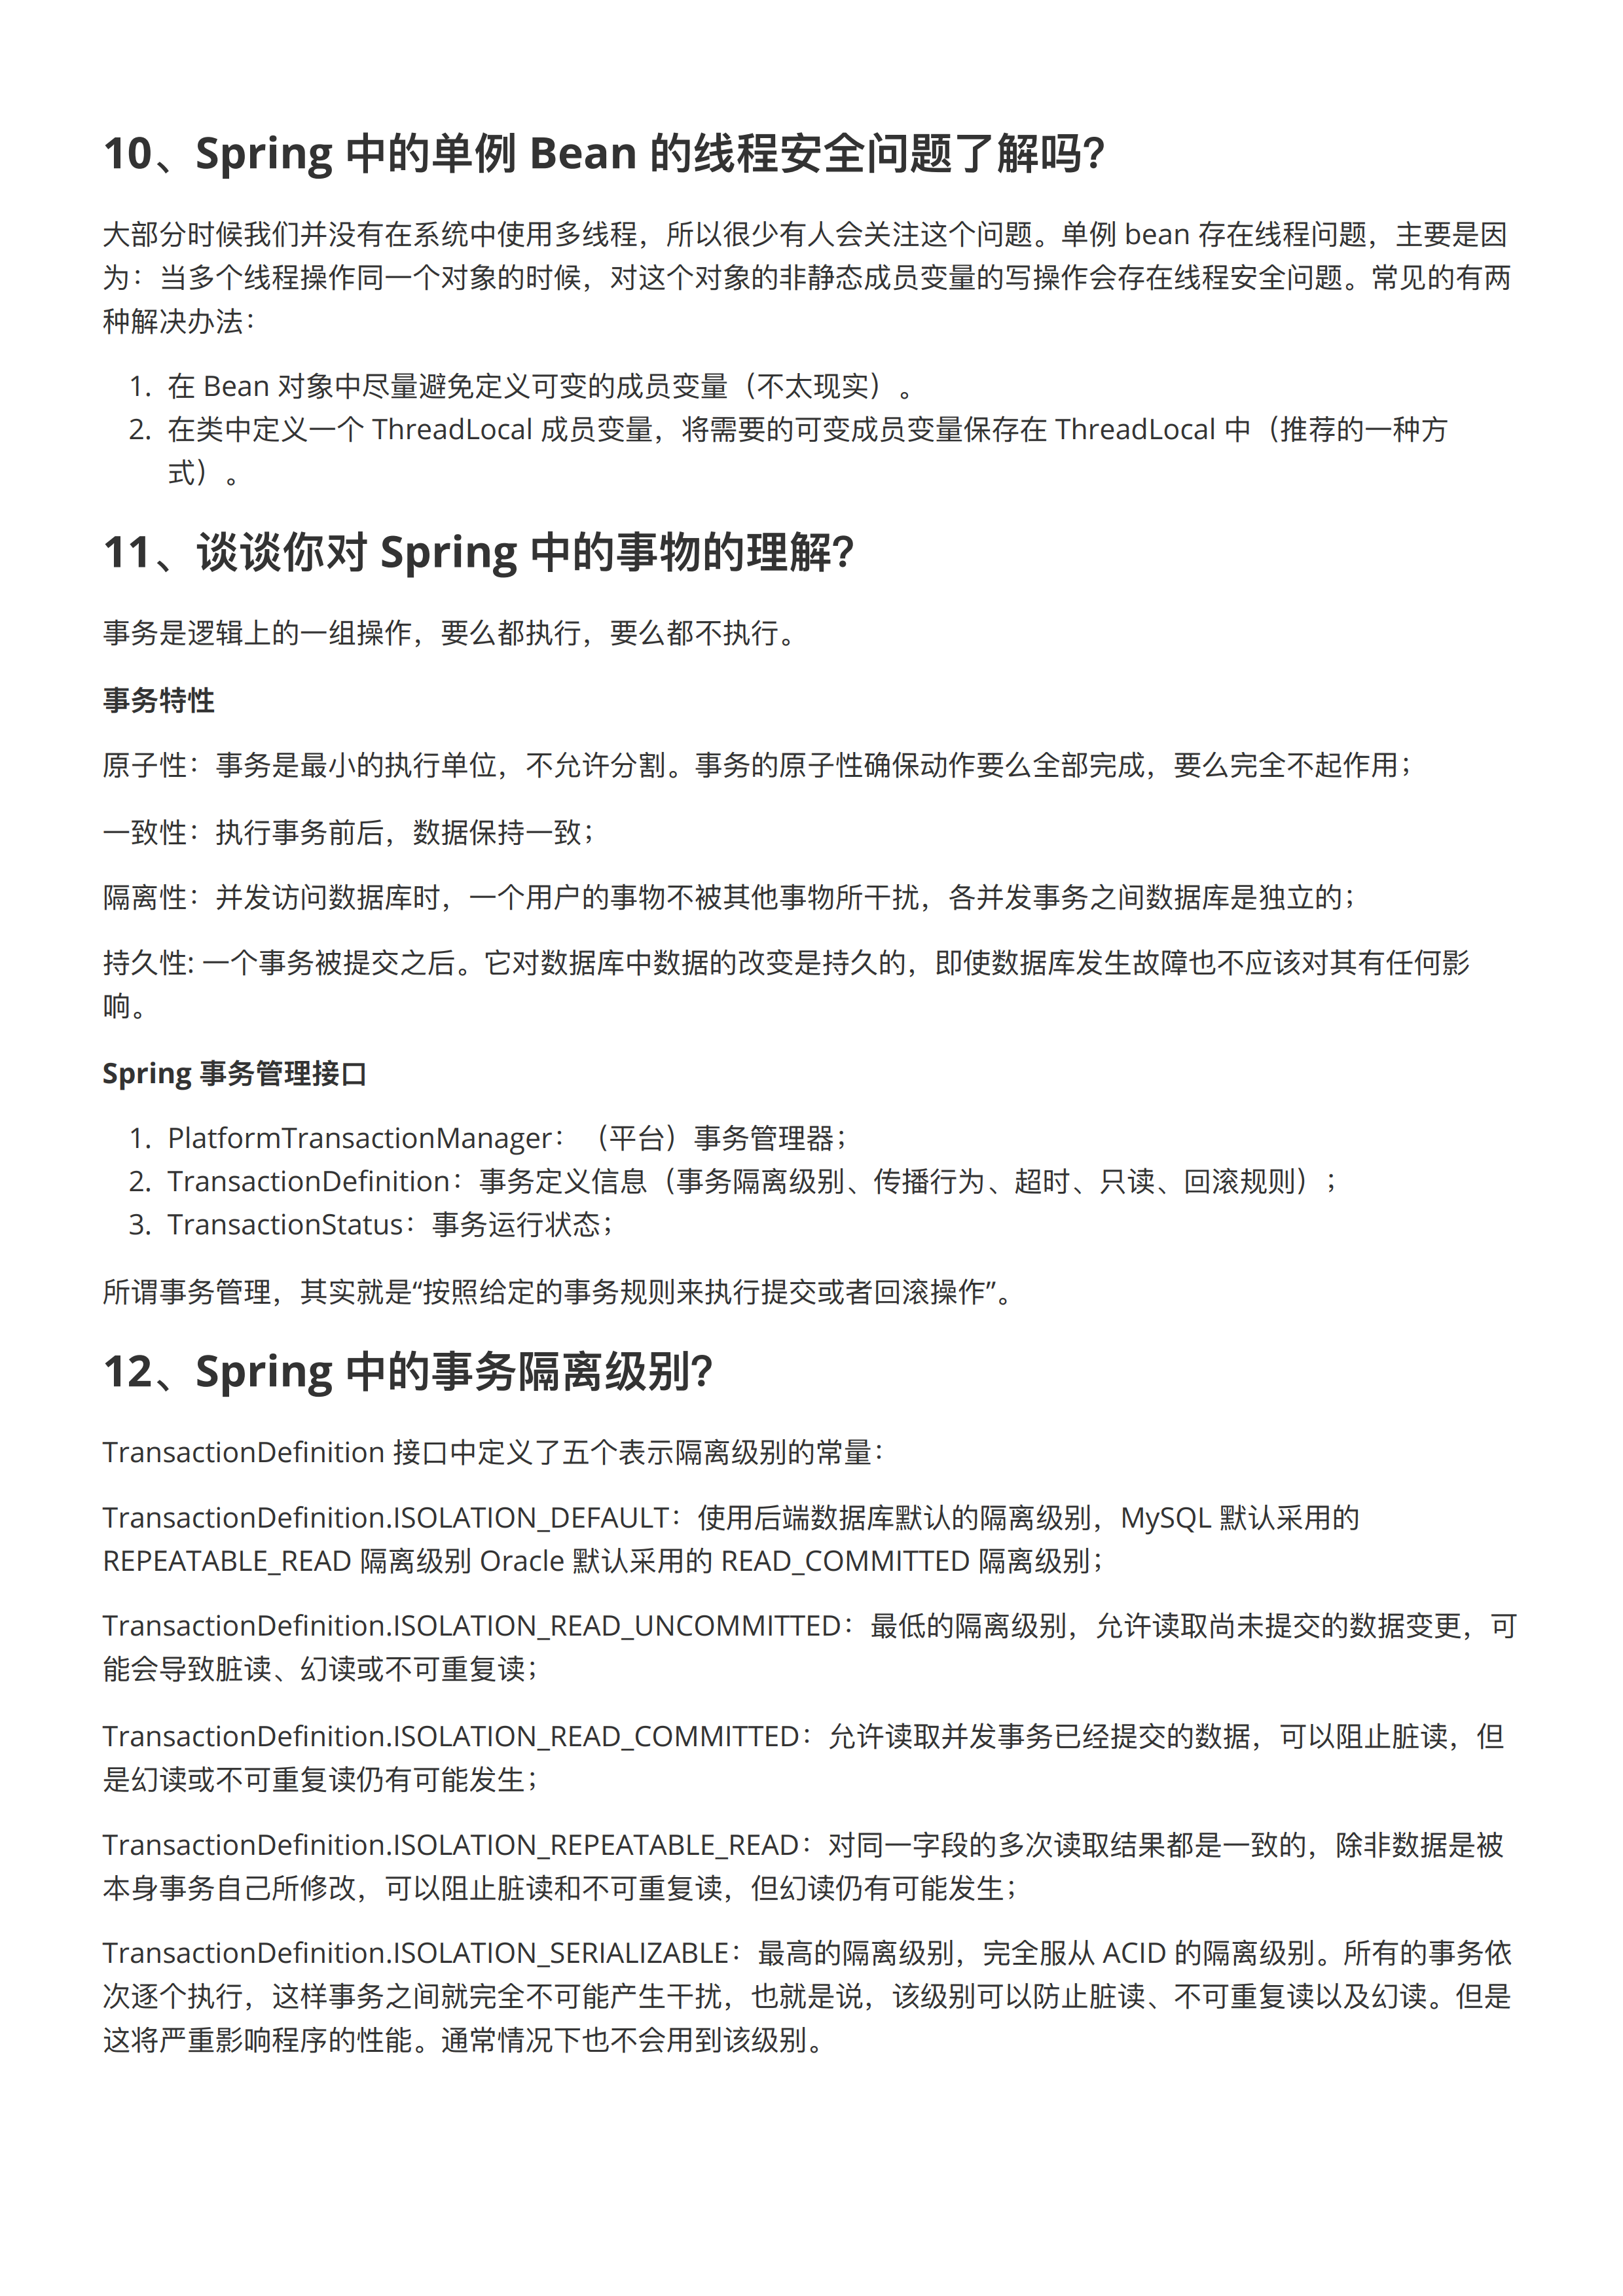 10、Spring 中的单例 Bean 的线程安全问题了解吗？
大部分时候我们并没有在系统中使用多线程，所以很少有人会关注这个问题。单例 bean 存在线程问题，主要是因
为：当多个线程操作同一个对象的时候，对这个对象的非静态成员变量的写操作会存在线程安全问题。常见的有两
种解决办法：
1. 在 Bean 对象中尽量避免定义可变的成员变量（不太现实）。
2. 在类中定义一个 ThreadLocal 成员变量，将需要的可变成员变量保存在 ThreadLocal 中（推荐的一种方
式）。
11、谈谈你对 Spring 中的事物的理解？
事务是逻辑上的一组操作，要么都执行，要么都不执行。
事务特性
原子性：事务是最小的执行单位，不允许分割。事务的原子性确保动作要么全部完成，要么完全不起作用；
一致性：执行事务前后，数据保持一致；
隔离性：并发访问数据库时，一个用户的事物不被其他事物所干扰，各并发事务之间数据库是独立的；
持久性: 一个事务被提交之后。它对数据库中数据的改变是持久的，即使数据库发生故障也不应该对其有任何影
响。
Spring 事务管理接口
1. PlatformTransactionManager：（平台）事务管理器；
2. TransactionDefinition：事务定义信息（事务隔离级别、传播行为、超时、只读、回滚规则）；
3. TransactionStatus：事务运行状态；
所谓事务管理，其实就是“按照给定的事务规则来执行提交或者回滚操作”。
12、Spring 中的事务隔离级别？
TransactionDefinition 接口中定义了五个表示隔离级别的常量：
TransactionDefinition.ISOLATION_DEFAULT：使用后端数据库默认的隔离级别，MySQL 默认采用的
REPEATABLE_READ 隔离级别 Oracle 默认采用的 READ_COMMITTED 隔离级别；
TransactionDefinition.ISOLATION_READ_UNCOMMITTED：最低的隔离级别，允许读取尚未提交的数据变更，可
能会导致脏读、幻读或不可重复读；
TransactionDefinition.ISOLATION_READ_COMMITTED：允许读取并发事务已经提交的数据，可以阻止脏读，但
是幻读或不可重复读仍有可能发生；
TransactionDefinition.ISOLATION_REPEATABLE_READ：对同一字段的多次读取结果都是一致的，除非数据是被
本身事务自己所修改，可以阻止脏读和不可重复读，但幻读仍有可能发生；
TransactionDefinition.ISOLATION_SERIALIZABLE：最高的隔离级别，完全服从 ACID 的隔离级别。所有的事务依
次逐个执行，这样事务之间就完全不可能产生干扰，也就是说，该级别可以防止脏读、不可重复读以及幻读。但是
这将严重影响程序的性能。通常情况下也不会用到该级别。